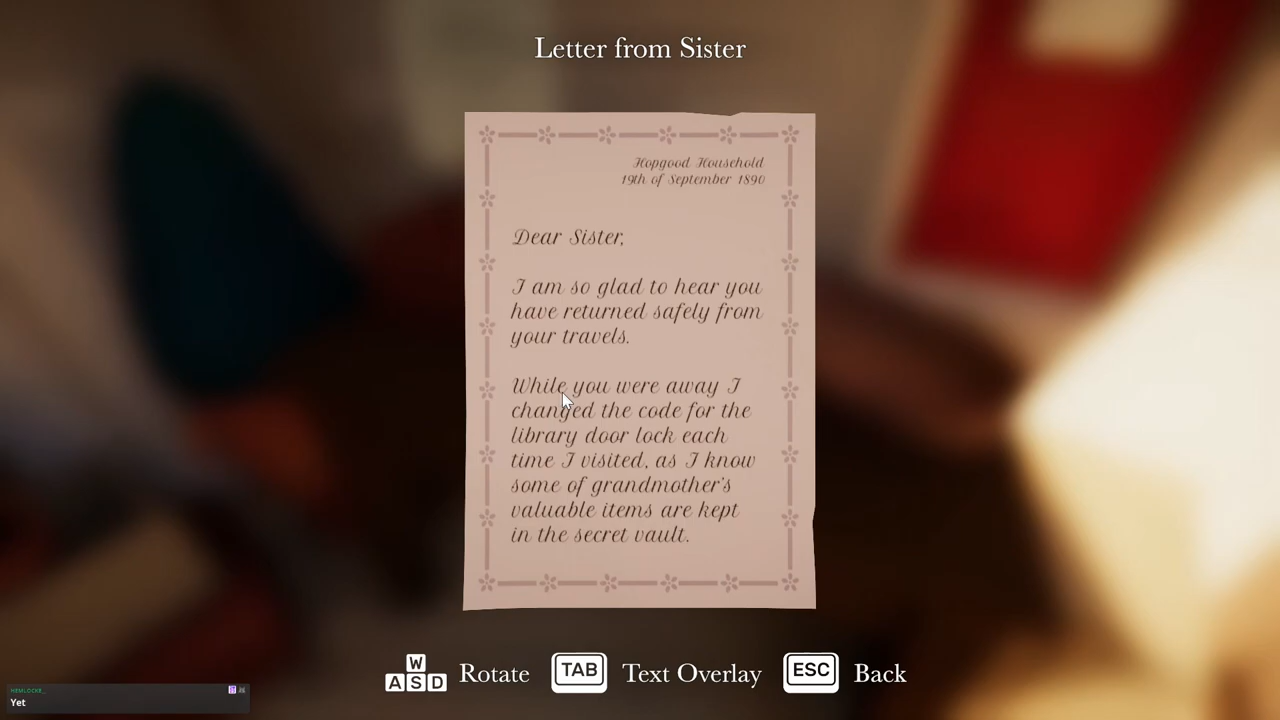 Letter from Sister
Hopgood Household
19th of September 1890
Dear Sister,
I am so glad to hear you
have returned safely from
your travels.
While you were away I
changed the code for the
library door lock each
time I visited, as I know
some of grandmother's
valuable items are kept
in the secret vault.
W
A S D Rotate TAB Text Overlay ESC Back
HEMLOCKE_
Yet